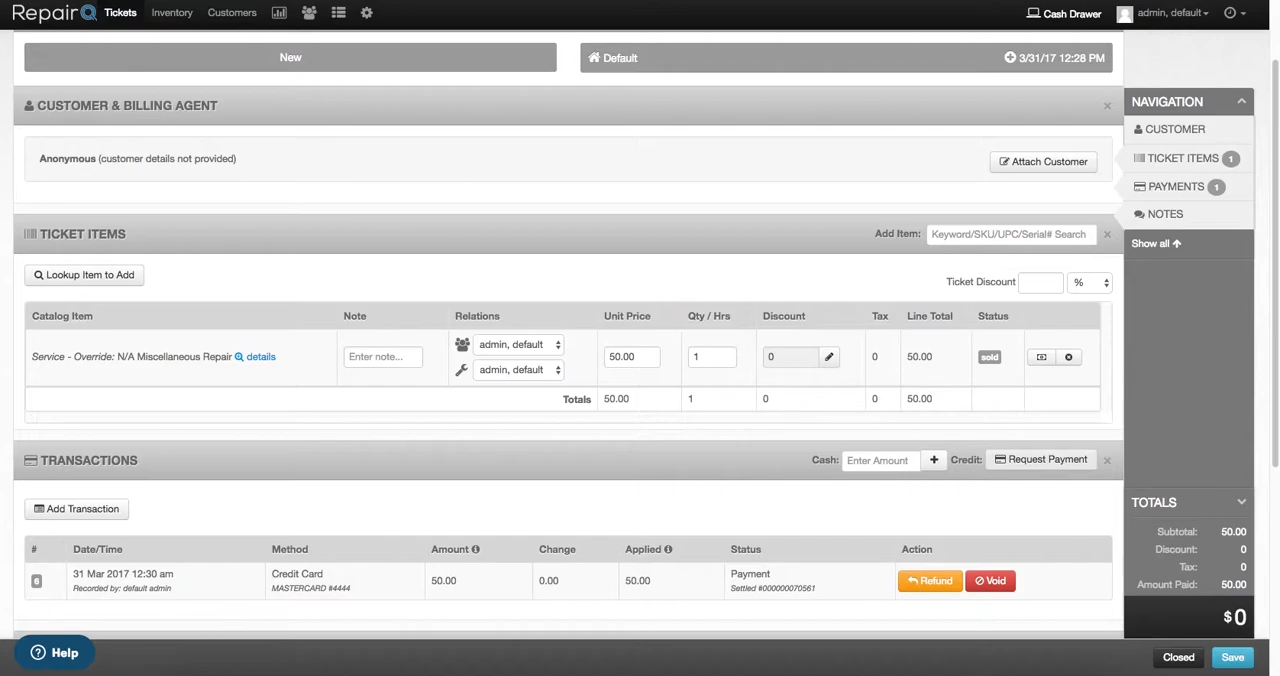 RepairQ Tickets Inventory Customers Cash Drawer admin, default
New Default 3/31/17 12:28 PM
CUSTOMER & BILLING AGENT
Anonymous (customer details not provided) Attach Customer
TICKET ITEMS Add Item: Keyword/SKU/UPC/Serial# Search
Lookup Item to Add Ticket Discount %
Catalog Item Note Relations Unit Price Qty / Hrs Discount Tax Line Total Status
Service - Override: N/A Miscellaneous Repair details Enter note... admin, default 50.00 1 0 0 50.00 sold
admin, default
Totals 50.00 1 0 0 50.00
TRANSACTIONS Cash: Enter Amount + Credit: Request Payment
Add Transaction
# Date/Time Method Amount Change Applied Status Action
6 31 Mar 2017 12:30 am Credit Card 50.00 0.00 50.00 Payment Refund Void
Recorded by: default admin MASTERCARD #4444 Settled #000000070561
NAVIGATION
CUSTOMER
TICKET ITEMS 1
PAYMENTS 1
NOTES
Show all
TOTALS
Subtotal: 50.00
Discount: 0
Tax: 0
Amount Paid: 50.00
$ 0
Help Closed Save